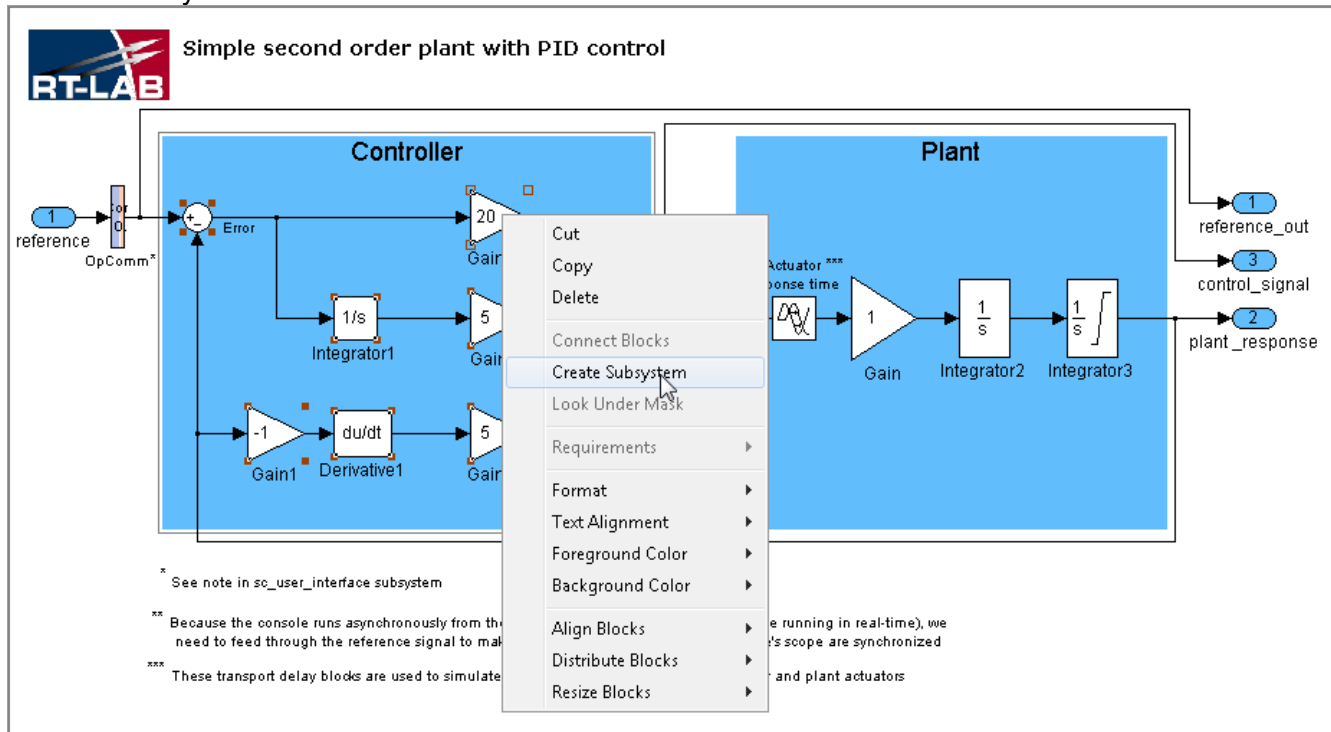 RT-LAB
Simple second order plant with PID control
Controller
Plant
1
reference
OpComm*
+
-
Error
20
Gain
1/s
Integrator1
5
Gain
-1
Gain1
du/dt
Derivative1
5
Gain
Cut
Copy
Delete
Connect Blocks
Create Subsystem
Look Under Mask
Requirements
Format
Text Alignment
Foreground Color
Background Color
Align Blocks
Distribute Blocks
Resize Blocks
Actuator ***
ponse time
1
Gain
1
s
Integrator2
1
s
Integrator3
1
reference_out
3
control_signal
2
plant_response
* See note in sc_user_interface subsystem
** Because the console runs asynchronously from the running in real-time), we
need to feed through the reference signal to 's scope are synchronized
*** These transport delay blocks are used to simulate and plant actuators